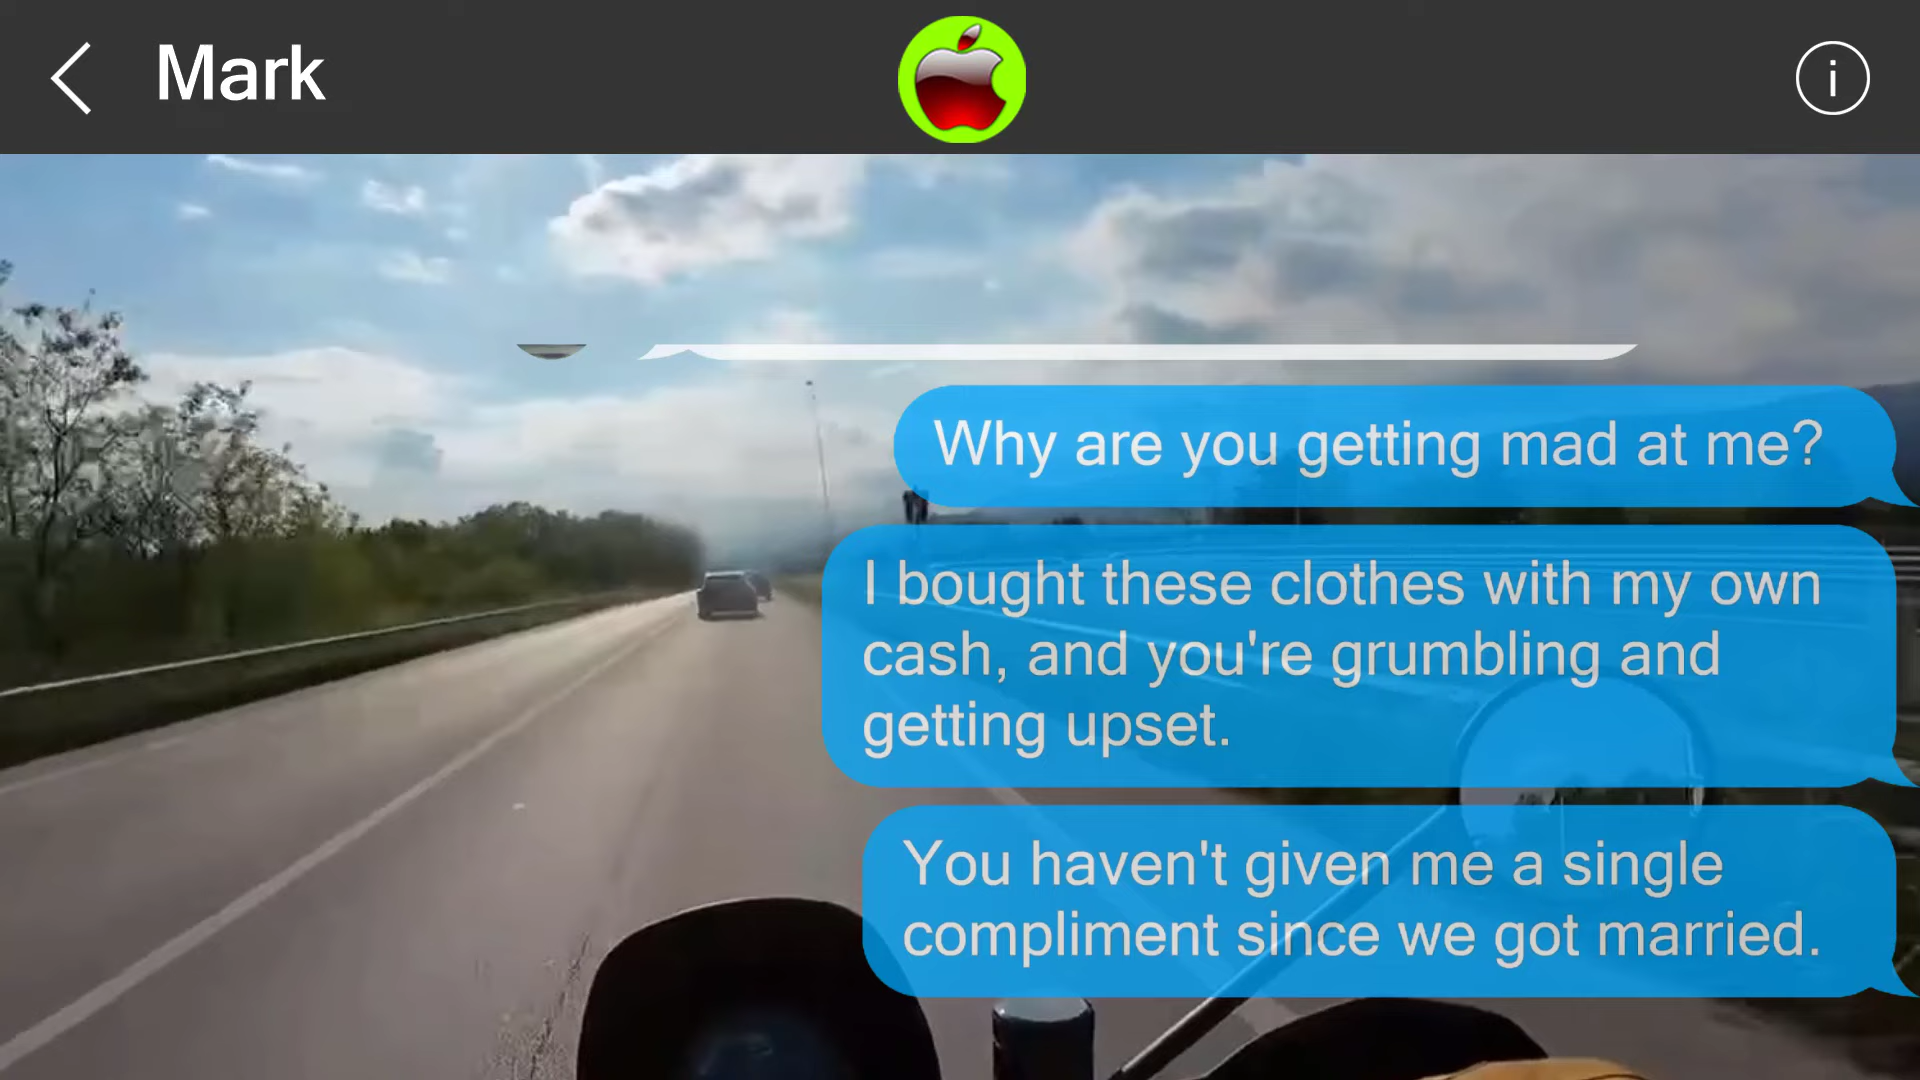 Mark
Why are you getting mad at me?
I bought these clothes with my own
cash, and you're grumbling and
getting upset.
You haven't given me a single
compliment since we got married.